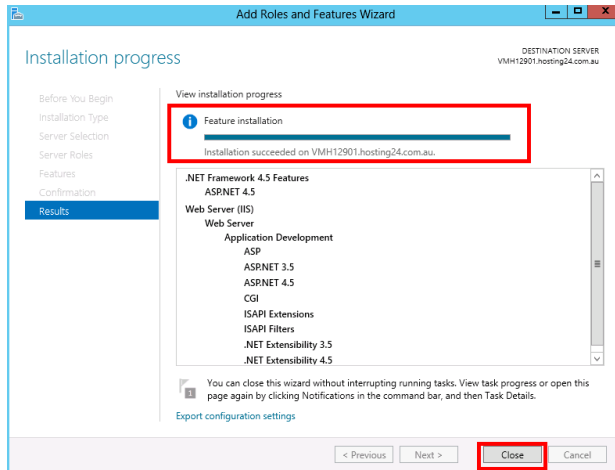 Add Roles and Features Wizard
Installation progress
DESTINATION SERVER
VMH12901.hosting24.com.au
Before You Begin
Installation Type
Server Selection
Server Roles
Features
Confirmation
Results
View installation progress
Feature installation
Installation succeeded on VMH12901.hosting24.com.au.
.NET Framework 4.5 Features
ASP.NET 4.5
Web Server (IIS)
Web Server
Application Development
ASP
ASP.NET 3.5
ASP.NET 4.5
CGI
ISAPI Extensions
ISAPI Filters
.NET Extensibility 3.5
.NET Extensibility 4.5
1
You can close this wizard without interrupting running tasks. View task progress or open this
page again by clicking Notifications in the command bar, and then Task Details.
Export configuration settings
< Previous
Next >
Close
Cancel